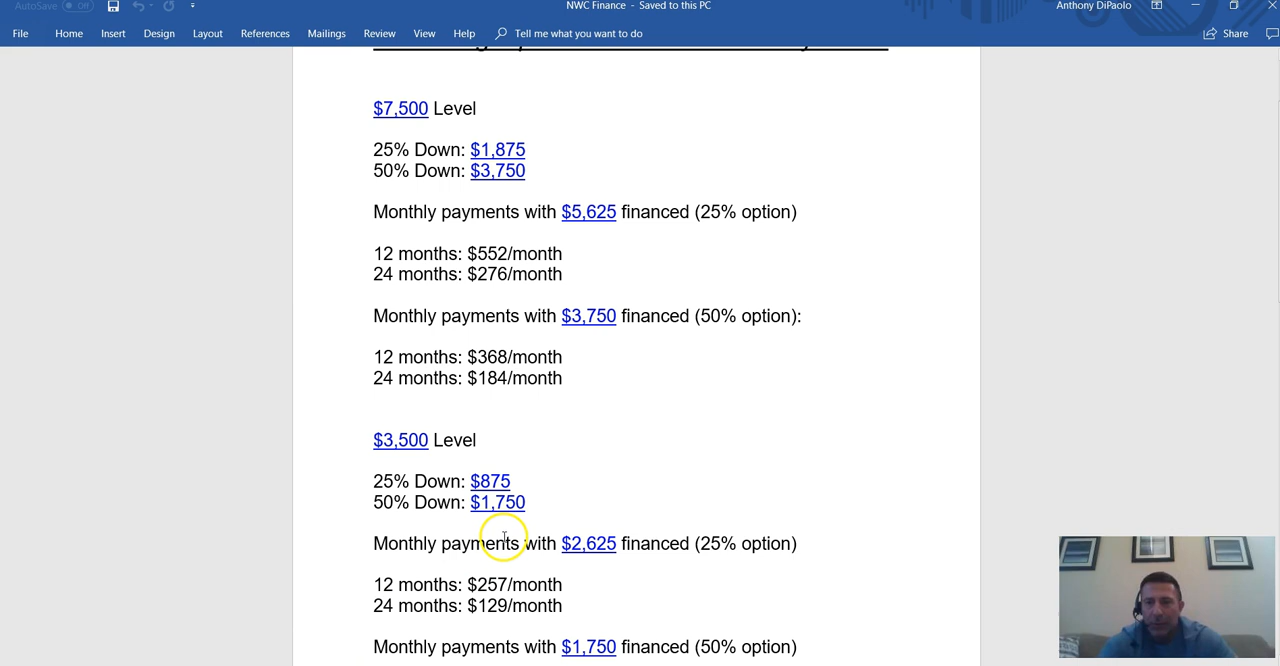 AutoSave Off
NWC Finance - Saved to this PC
Anthony DiPaolo
File Home Insert Design Layout References Mailings Review View Help Tell me what you want to do Share
$7,500 Level
25% Down: $1,875
50% Down: $3,750
Monthly payments with $5,625 financed (25% option)
12 months: $552/month
24 months: $276/month
Monthly payments with $3,750 financed (50% option):
12 months: $368/month
24 months: $184/month
$3,500 Level
25% Down: $875
50% Down: $1,750
Monthly payments with $2,625 financed (25% option)
12 months: $257/month
24 months: $129/month
Monthly payments with $1,750 financed (50% option)